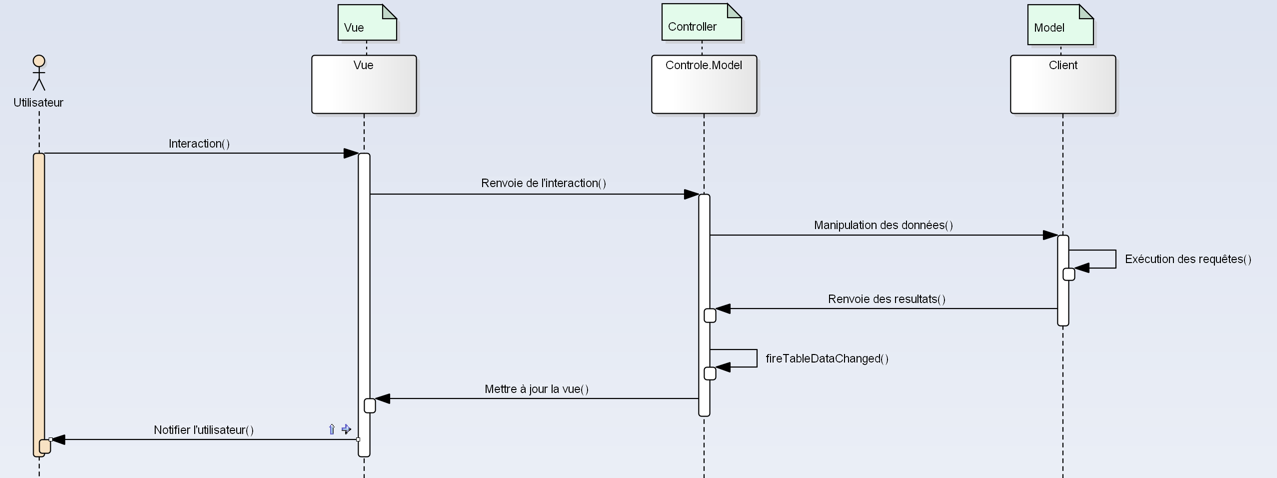 Vue
Controller
Model
Vue
Controle.Model
Client
Utilisateur
Interaction()
Renvoie de l'interaction()
Manipulation des données()
Exécution des requêtes()
Renvoie des resultats()
fireTableDataChanged()
Mettre à jour la vue()
Notifier l'utilisateur()